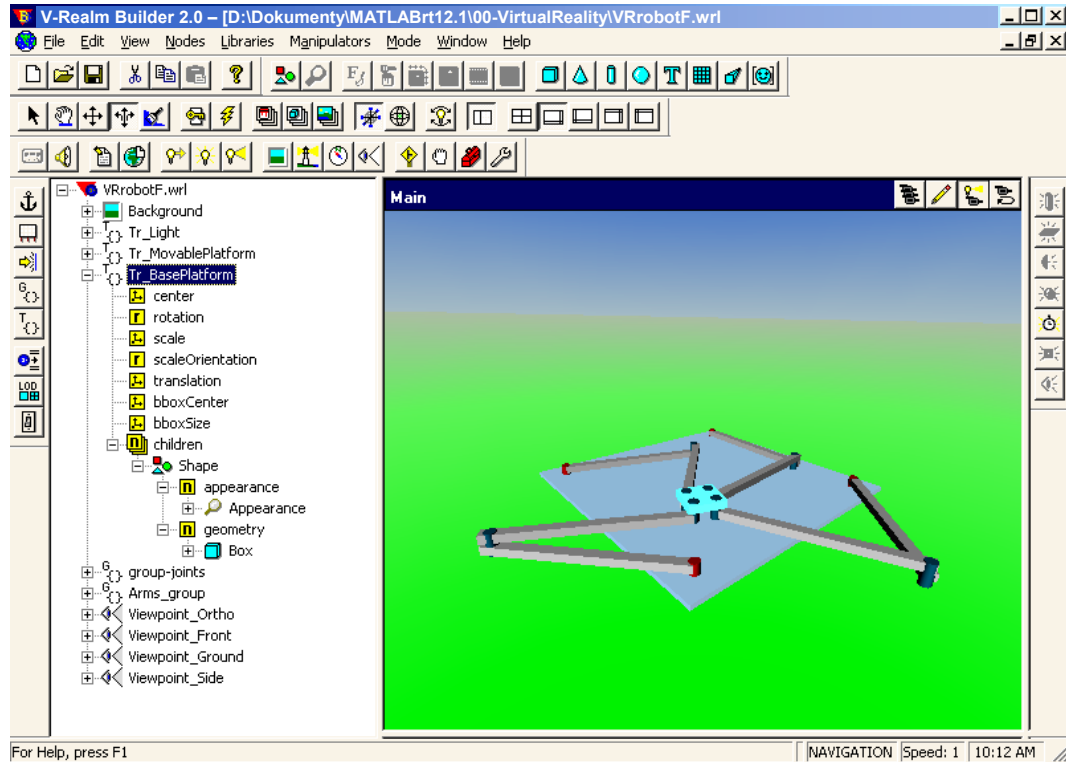 V-Realm Builder 2.0 – [D:\Dokumenty\MATLABrt12.1\00-VirtualReality\VRrobotF.wrl
File Edit View Nodes Libraries Manipulators Mode Window Help
VRrobotF.wrl
Background
Tr_Light
Tr_MovablePlatform
Tr_BasePlatform
center
rotation
scale
scaleOrientation
translation
bboxCenter
bboxSize
children
Shape
appearance
Appearance
geometry
Box
group-joints
Arms_group
Viewpoint_Ortho
Viewpoint_Front
Viewpoint_Ground
Viewpoint_Side
Main
LOD
For Help, press F1
NAVIGATION Speed: 1 10:12 AM